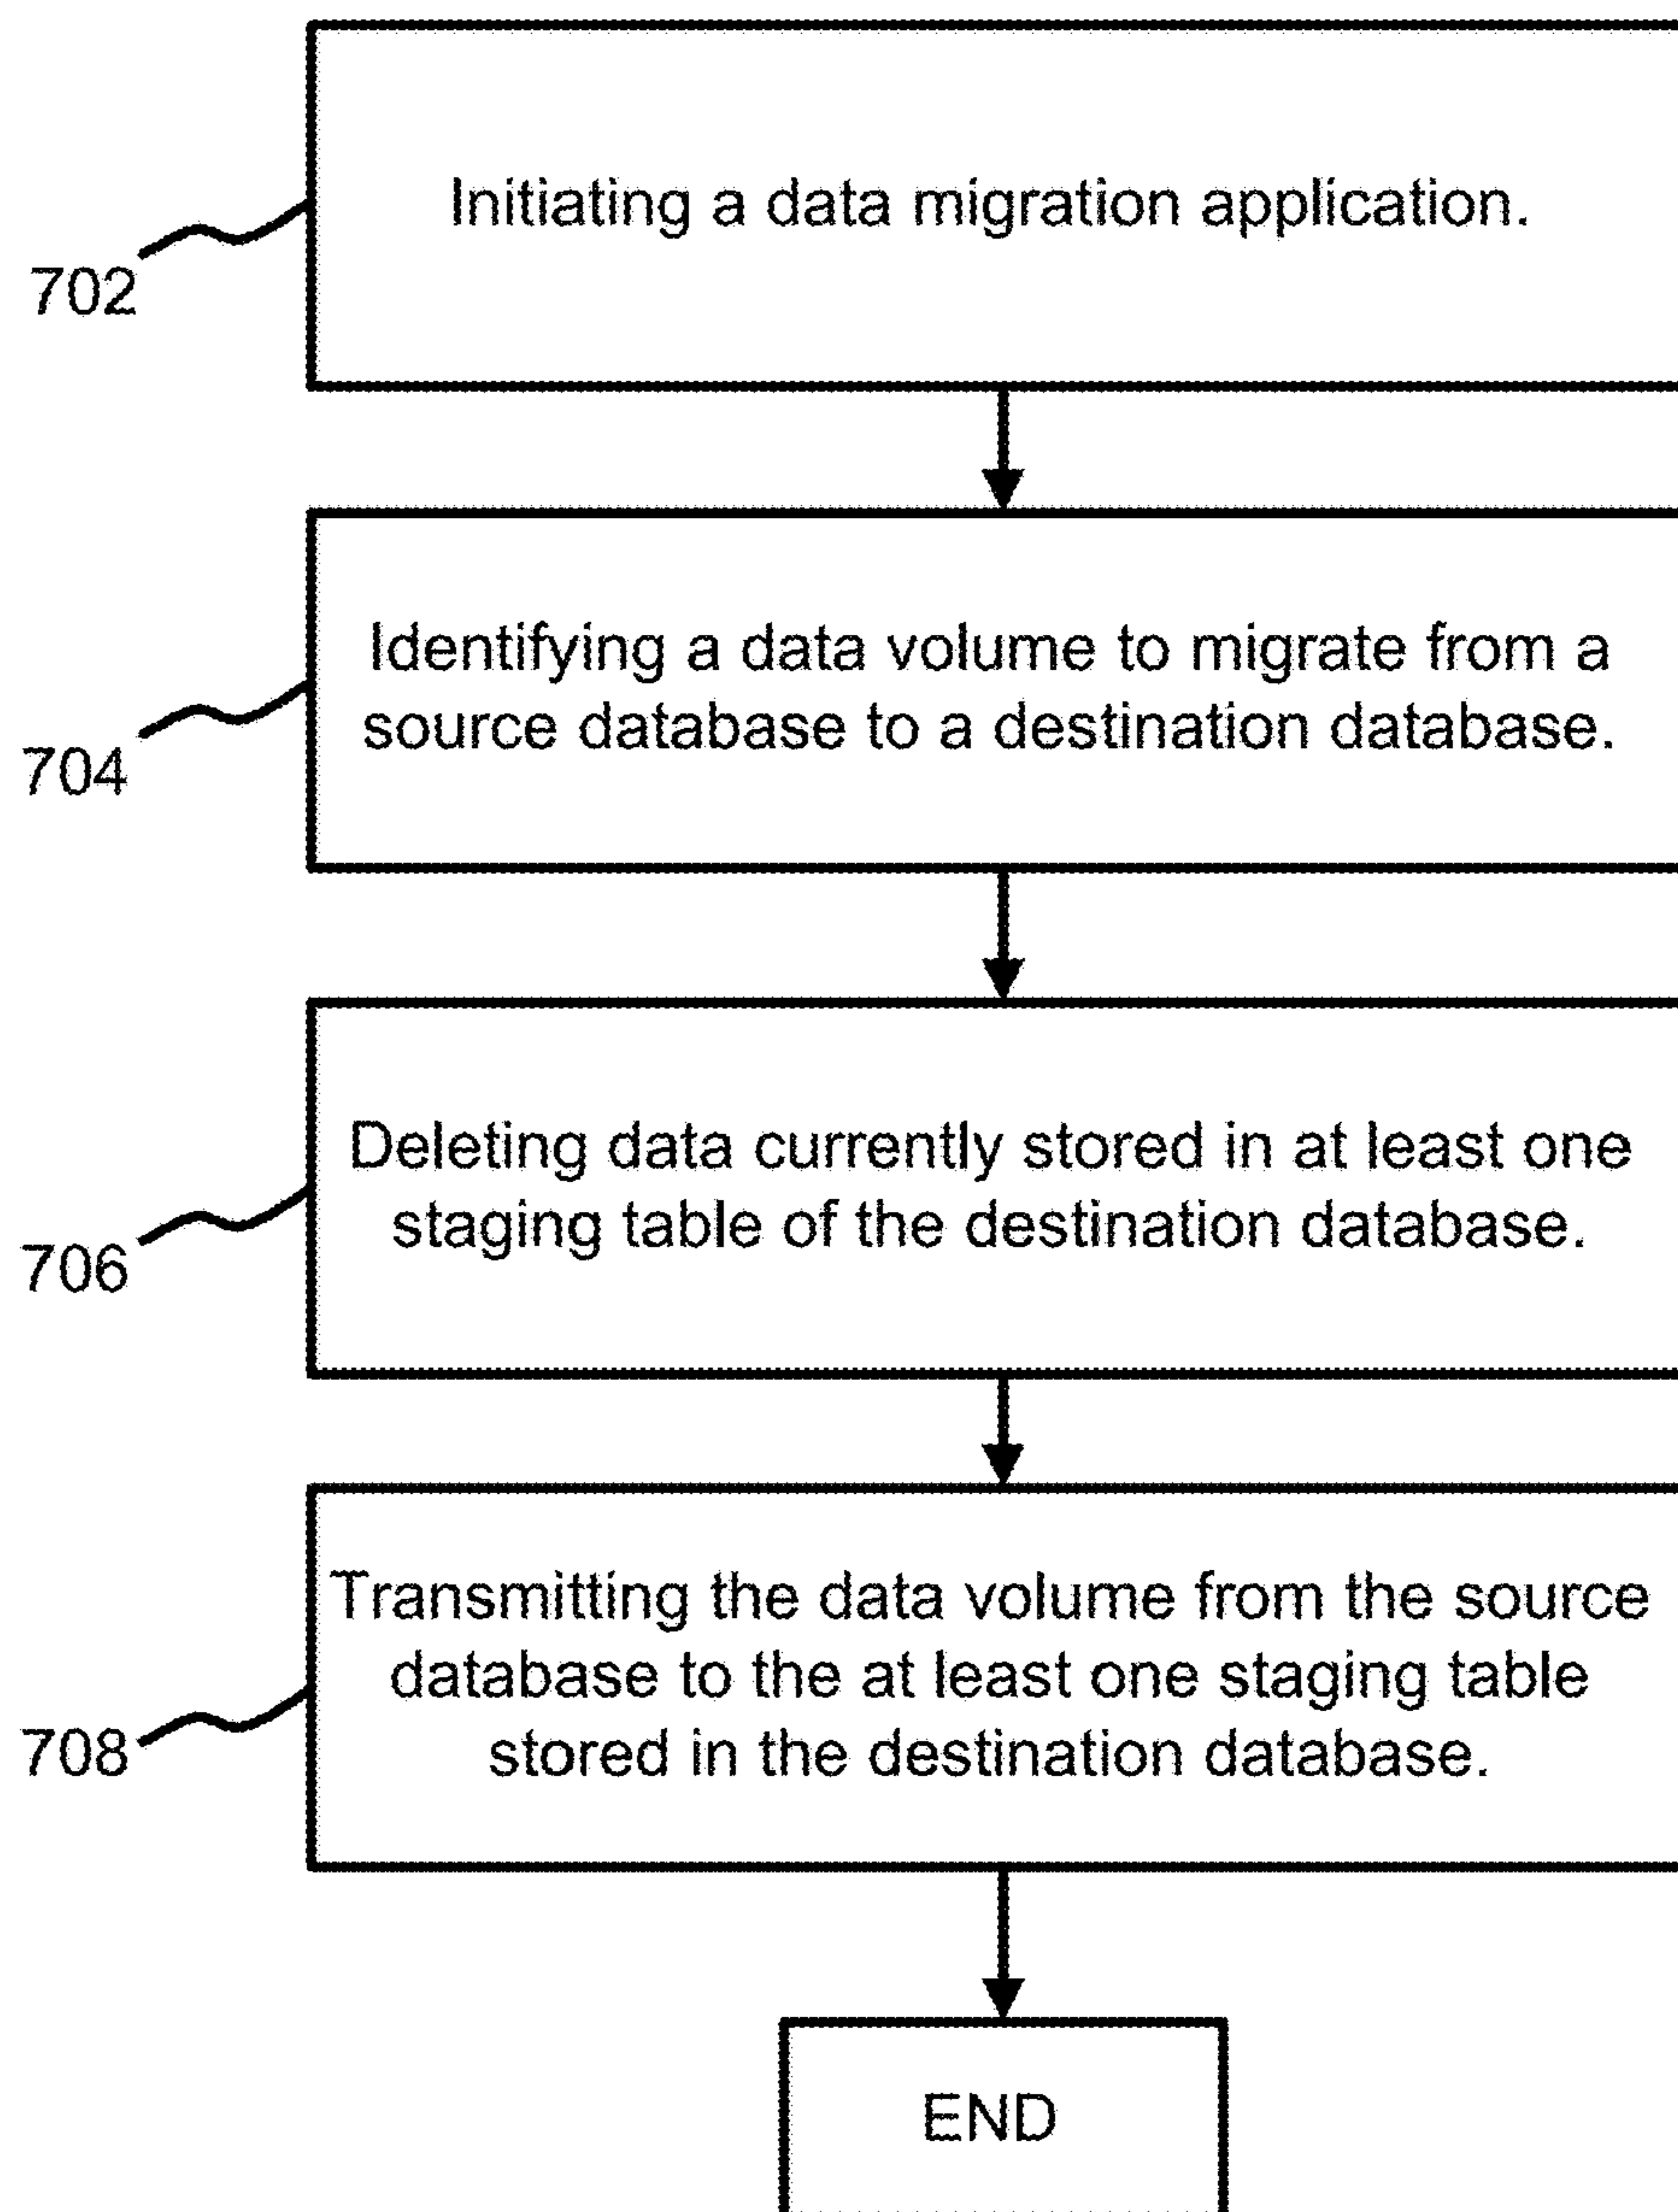 Initiating a data migration application.
702
Identifying a data volume to migrate from a
source database to a destination database.
704
Deleting data currently stored in at least one
staging table of the destination database.
706
Transmitting the data volume from the source
database to the at least one staging table
stored in the destination database.
708
END